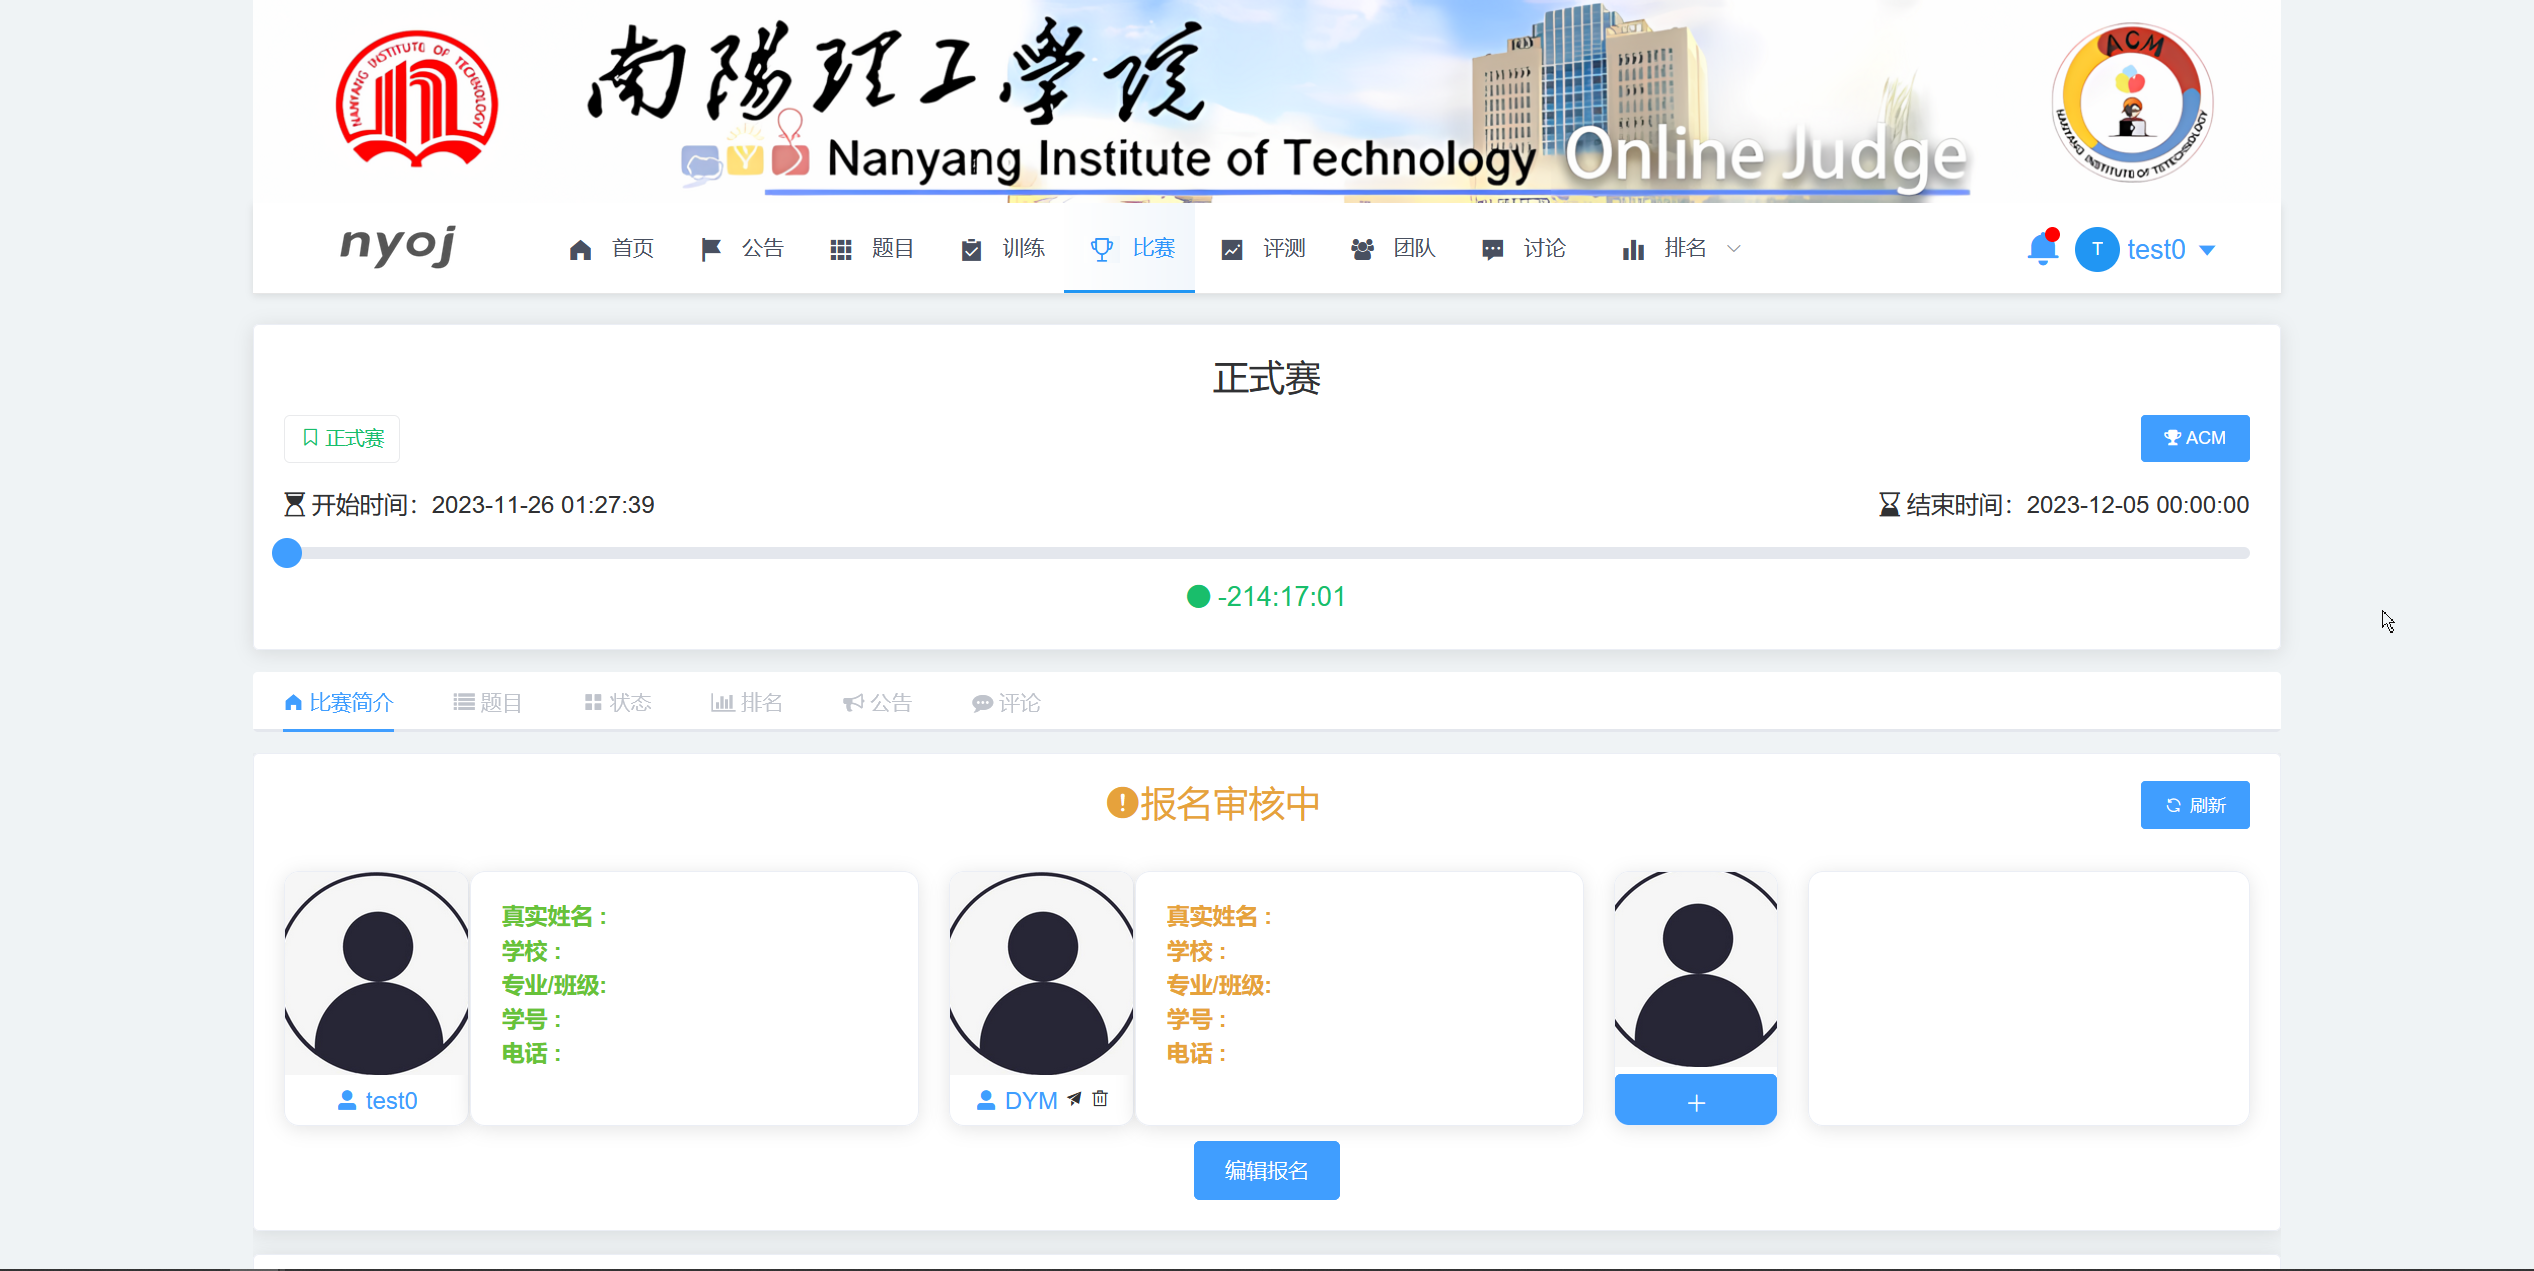 南陽理工學院
Nanyang Institute of Technology Online Judge
NANYANG INSTITUTE OF TECHNOLOGY
ACM
nyoj 首页 公告 题目 训练 比赛 评测 团队 讨论 排名 T test0
正式赛
正式赛 ACM
开始时间：2023-11-26 01:27:39 结束时间：2023-12-05 00:00:00
-214:17:01
比赛简介 题目 状态 排名 公告 评论
报名审核中 刷新
真实姓名：
学校：
专业/班级:
学号：
电话：
test0
真实姓名：
学校：
专业/班级:
学号：
电话：
DYM
+
编辑报名